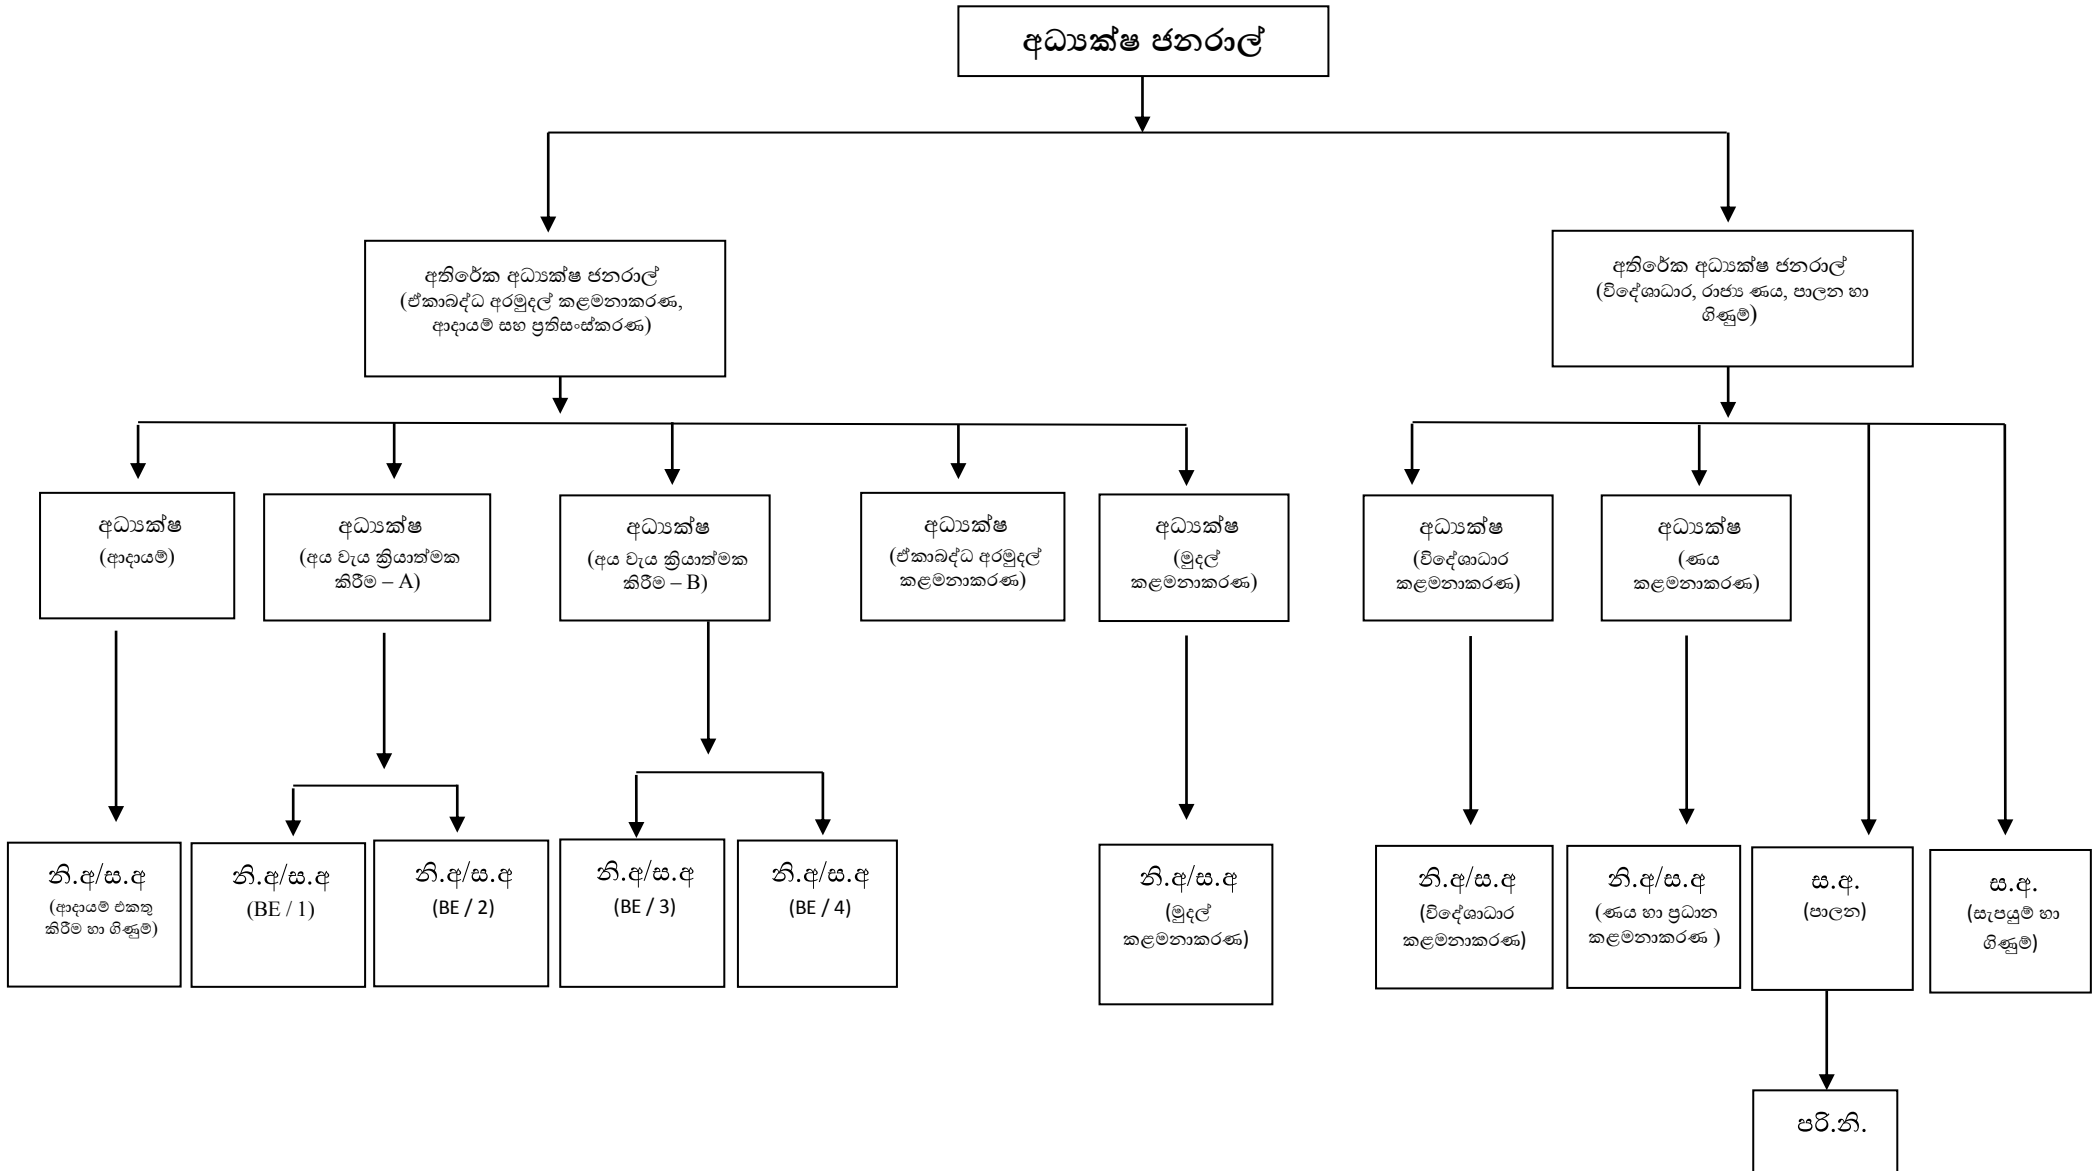 අධ්‍යක්ෂ ජනරාල්
අතිරේක අධ්‍යක්ෂ ජනරාල්
(ඒකාබද්ධ අරමුදල් කළමනාකරණ,
ආදායම් සහ ප්‍රතිසංස්කරණ)
අතිරේක අධ්‍යක්ෂ ජනරාල්
(විදේශාධාර, රාජ්‍ය ණය, පාලන හා
ගිණුම්)
අධ්‍යක්ෂ
(ආදායම්)
අධ්‍යක්ෂ
(අය වැය ක්‍රියාත්මක
කිරීම – A)
අධ්‍යක්ෂ
(අය වැය ක්‍රියාත්මක
කිරීම – B)
අධ්‍යක්ෂ
(ඒකාබද්ධ අරමුදල්
කළමනාකරණ)
අධ්‍යක්ෂ
(මුදල්
කළමනාකරණ)
අධ්‍යක්ෂ
(විදේශාධාර
කළමනාකරණ)
අධ්‍යක්ෂ
(ණය
කළමනාකරණ)
නි.අ/ස.අ
(ආදායම් එකතු
කිරීම හා ගිණුම්)
නි.අ/ස.අ
(BE / 1)
නි.අ/ස.අ
(BE / 2)
නි.අ/ස.අ
(BE / 3)
නි.අ/ස.අ
(BE / 4)
නි.අ/ස.අ
(මුදල්
කළමනාකරණ)
නි.අ/ස.අ
(විදේශාධාර
කළමනාකරණ)
නි.අ/ස.අ
(ණය හා ප්‍රධාන
කළමනාකරණ )
ස.අ.
(පාලන)
ස.අ.
(සැපයුම් හා
ගිණුම්)
පරි.නි.